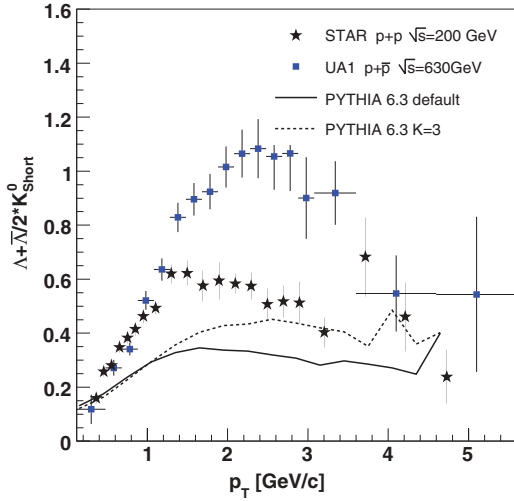 Λ+Λ̅/2*K⁰Short
1.6
1.4
1.2
1
0.8
0.6
0.4
0.2
0
STAR p+p √s=200 GeV
UA1 p+p̅ √s=630GeV
PYTHIA 6.3 default
PYTHIA 6.3 K=3
1 2 3 4 5
pT [GeV/c]